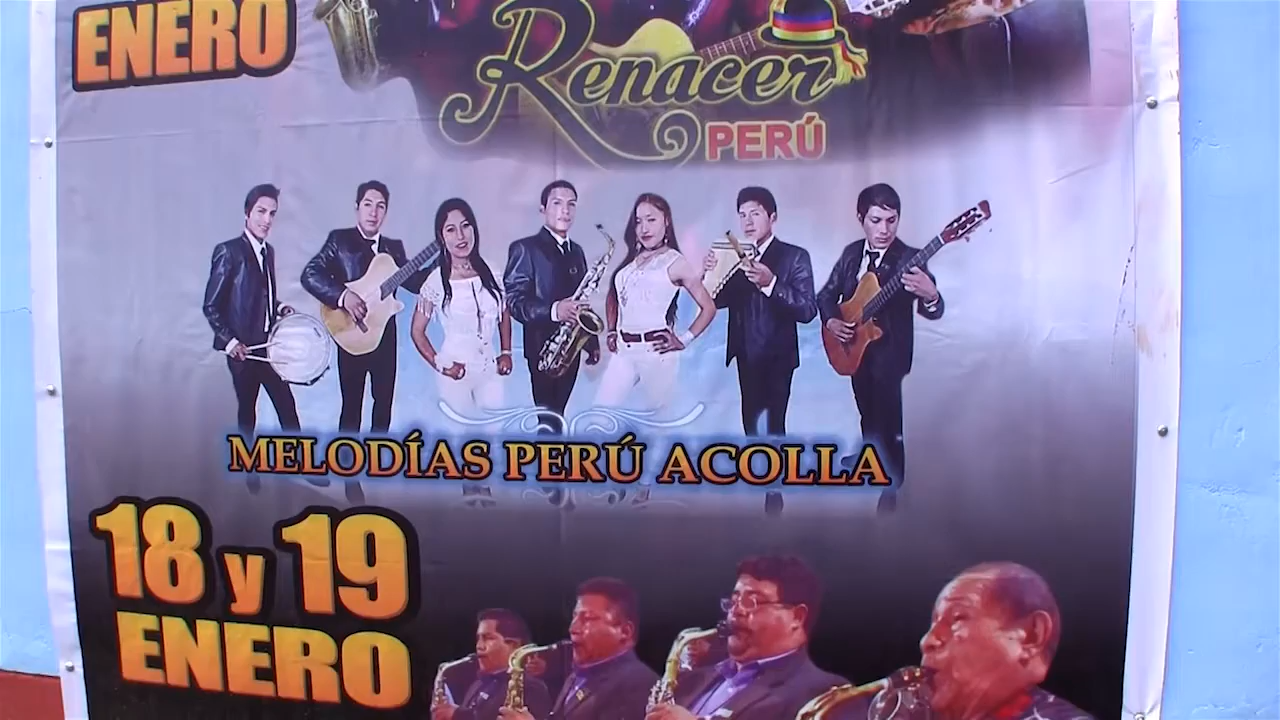 ENERO
Renacer
PERÚ
MELODÍAS PERÚ ACOLLA
18 y 19
ENERO